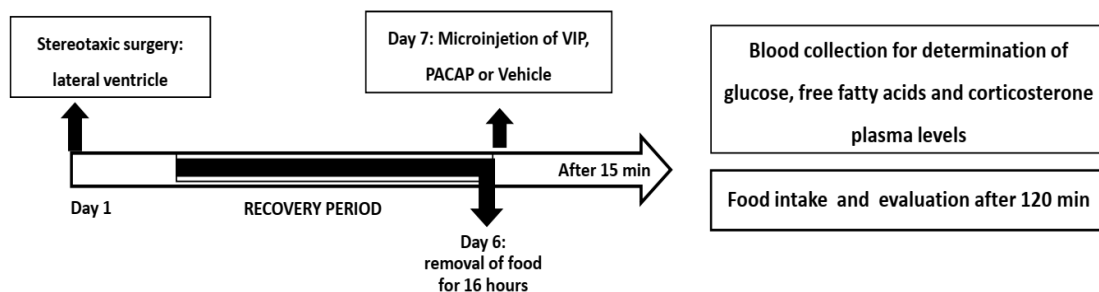 Stereotaxic surgery:
lateral ventricle
Day 7: Microinjetion of VIP,
PACAP or Vehicle
Blood collection for determination of
glucose, free fatty acids and corticosterone
plasma levels
After 15 min
Day 1
RECOVERY PERIOD
Food intake and evaluation after 120 min
Day 6:
removal of food
for 16 hours